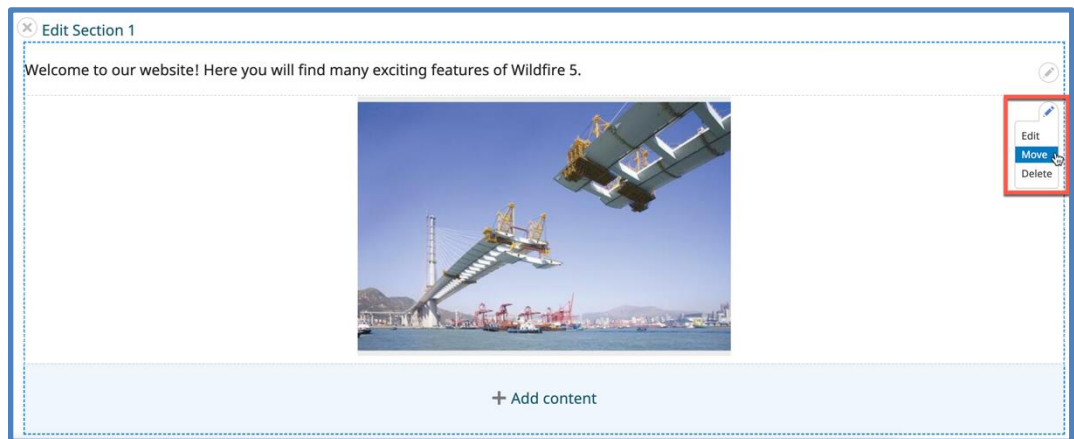 Edit Section 1
Welcome to our website! Here you will find many exciting features of Wildfire 5.
Edit
Move
Delete
+ Add content